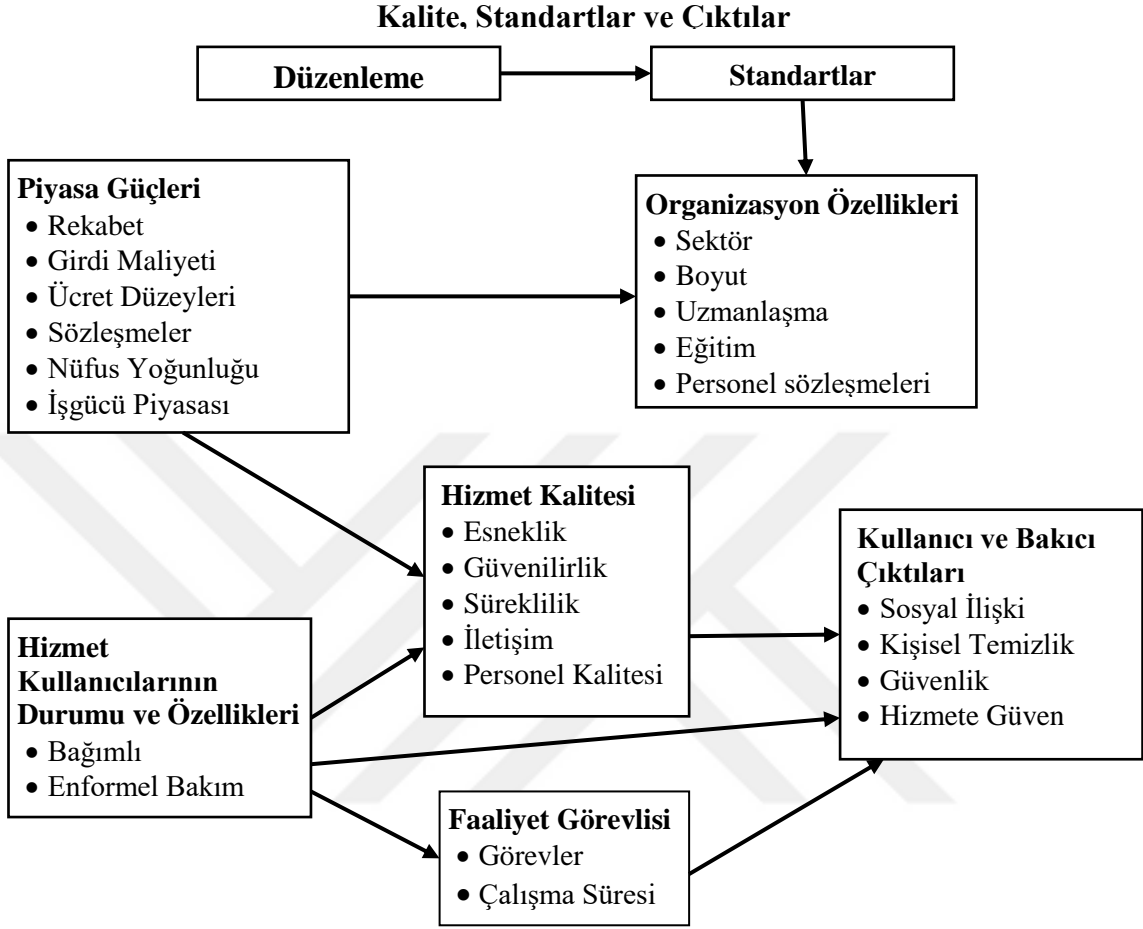 Kalite, Standartlar ve Çıktılar
Düzenleme
Standartlar
Piyasa Güçleri
• Rekabet
• Girdi Maliyeti
• Ücret Düzeyleri
• Sözleşmeler
• Nüfus Yoğunluğu
• İşgücü Piyasası
Organizasyon Özellikleri
• Sektör
• Boyut
• Uzmanlaşma
• Eğitim
• Personel sözleşmeleri
Hizmet Kalitesi
• Esneklik
• Güvenilirlik
• Süreklilik
• İletişim
• Personel Kalitesi
Kullanıcı ve Bakıcı
Çıktıları
• Sosyal İlişki
• Kişisel Temizlik
• Güvenlik
• Hizmete Güven
Hizmet
Kullanıcılarının
Durumu ve Özellikleri
• Bağımlı
• Enformel Bakım
Faaliyet Görevlisi
• Görevler
• Çalışma Süresi